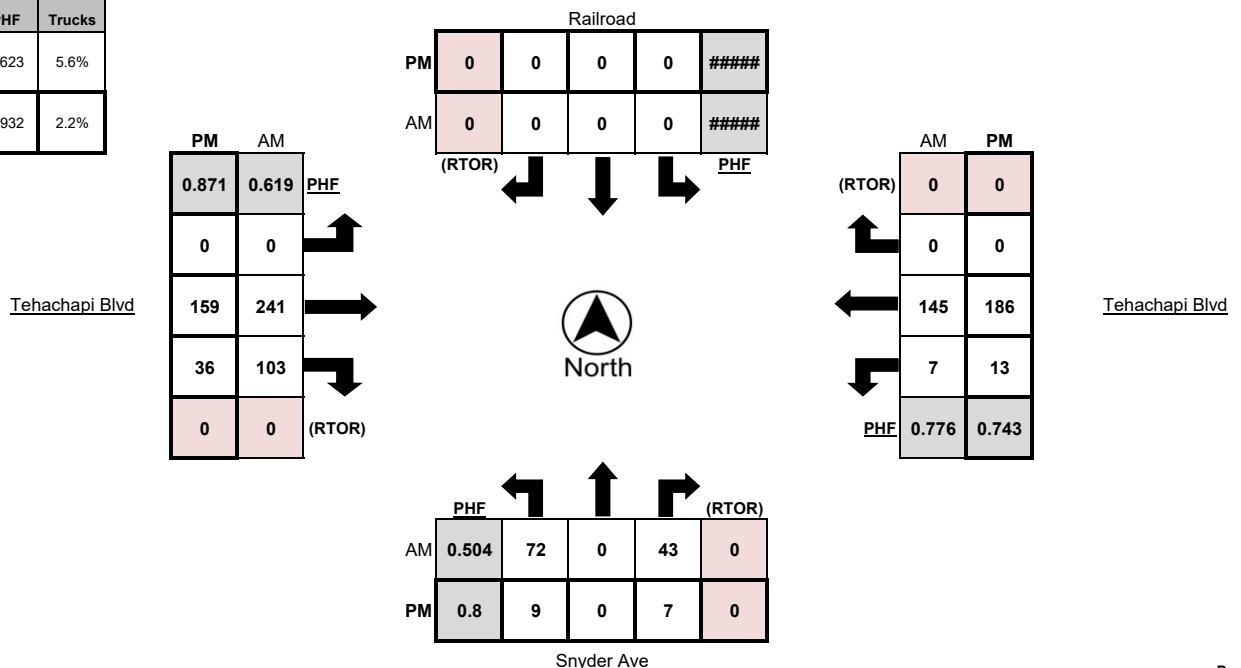 HF Trucks
623 5.6%
932 2.2%
Railroad
PM 0 0 0 0 #####
AM 0 0 0 0 #####
(RTOR) PHF
PM AM
0.871 0.619 PHF
0 0
159 241
36 103
0 0 (RTOR)
Tehachapi Blvd
North
AM PM
(RTOR) 0 0
0 0
145 186
7 13
PHF 0.776 0.743
Tehachapi Blvd
PHF (RTOR)
AM 0.504 72 0 43 0
PM 0.8 9 0 7 0
Snyder Ave